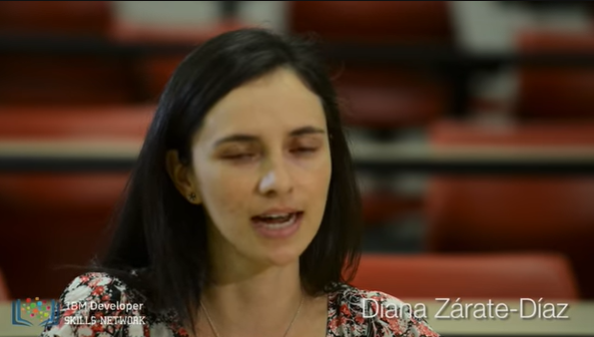 IBM Developer
SKILLS NETWORK
Diana Zárate-Díaz